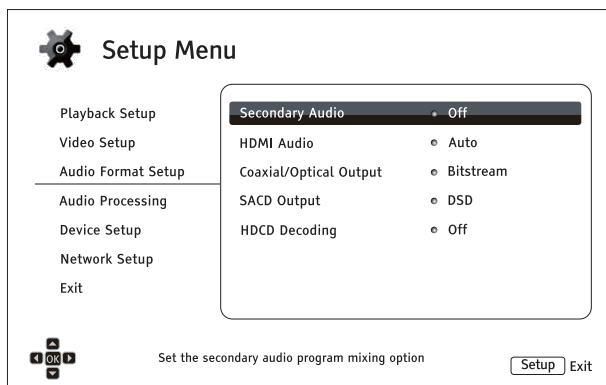 Setup Menu
Playback Setup
Video Setup
Audio Format Setup
Audio Processing
Device Setup
Network Setup
Exit
Secondary Audio Off
HDMI Audio Auto
Coaxial/Optical Output Bitstream
SACD Output DSD
HDCD Decoding Off
OK
Set the secondary audio program mixing option
Setup Exit